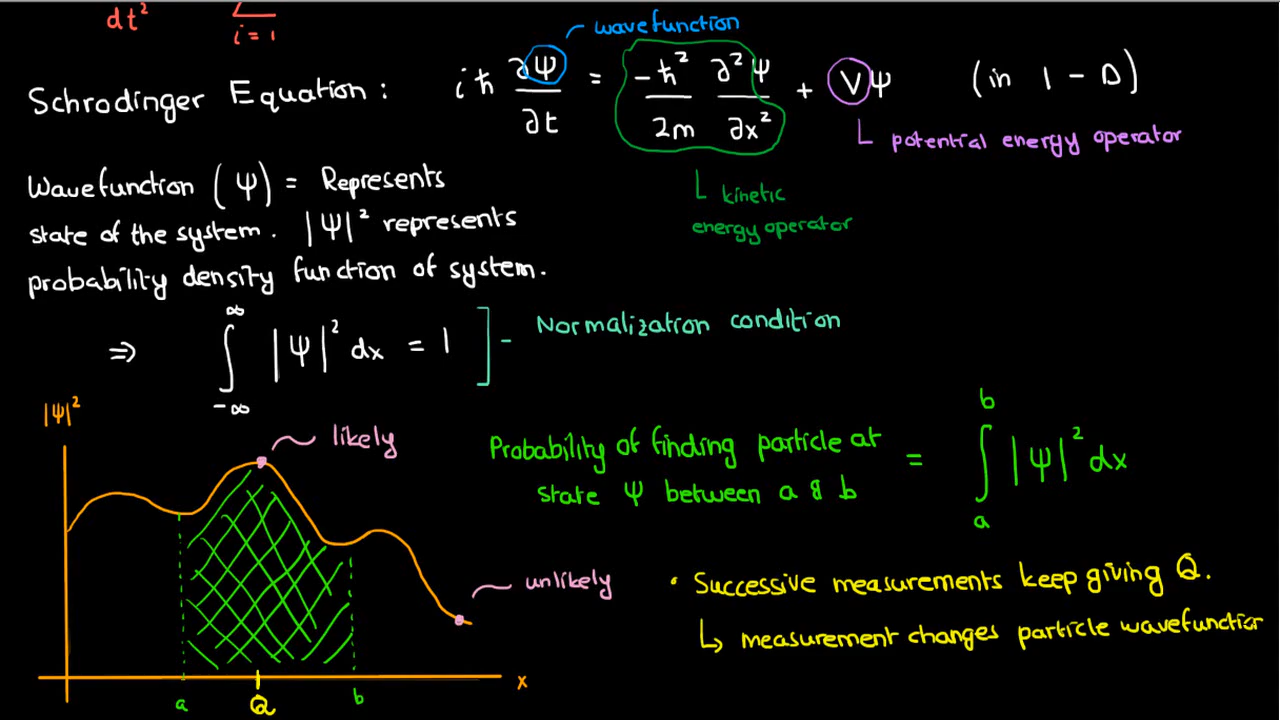 dt²
i=1
wavefunction
Schrodinger Equation: iħ ∂Ψ/∂t = -ħ²/2m ∂²Ψ/∂x² + VΨ (in 1-D)
potential energy operator
kinetic
energy operator
Wavefunction (Ψ) = Represents
state of the system. |Ψ|² represents
probability density function of system.
⇒ ∫_{-∞}^{∞} |Ψ|² dx = 1 ] - Normalization condition
|Ψ|²
likely
Probability of finding particle at
state Ψ between a & b = ∫_a^b |Ψ|² dx
unlikely
• Successive measurements keep giving Q.
↳ measurement changes particle wavefunction
x
a Q b